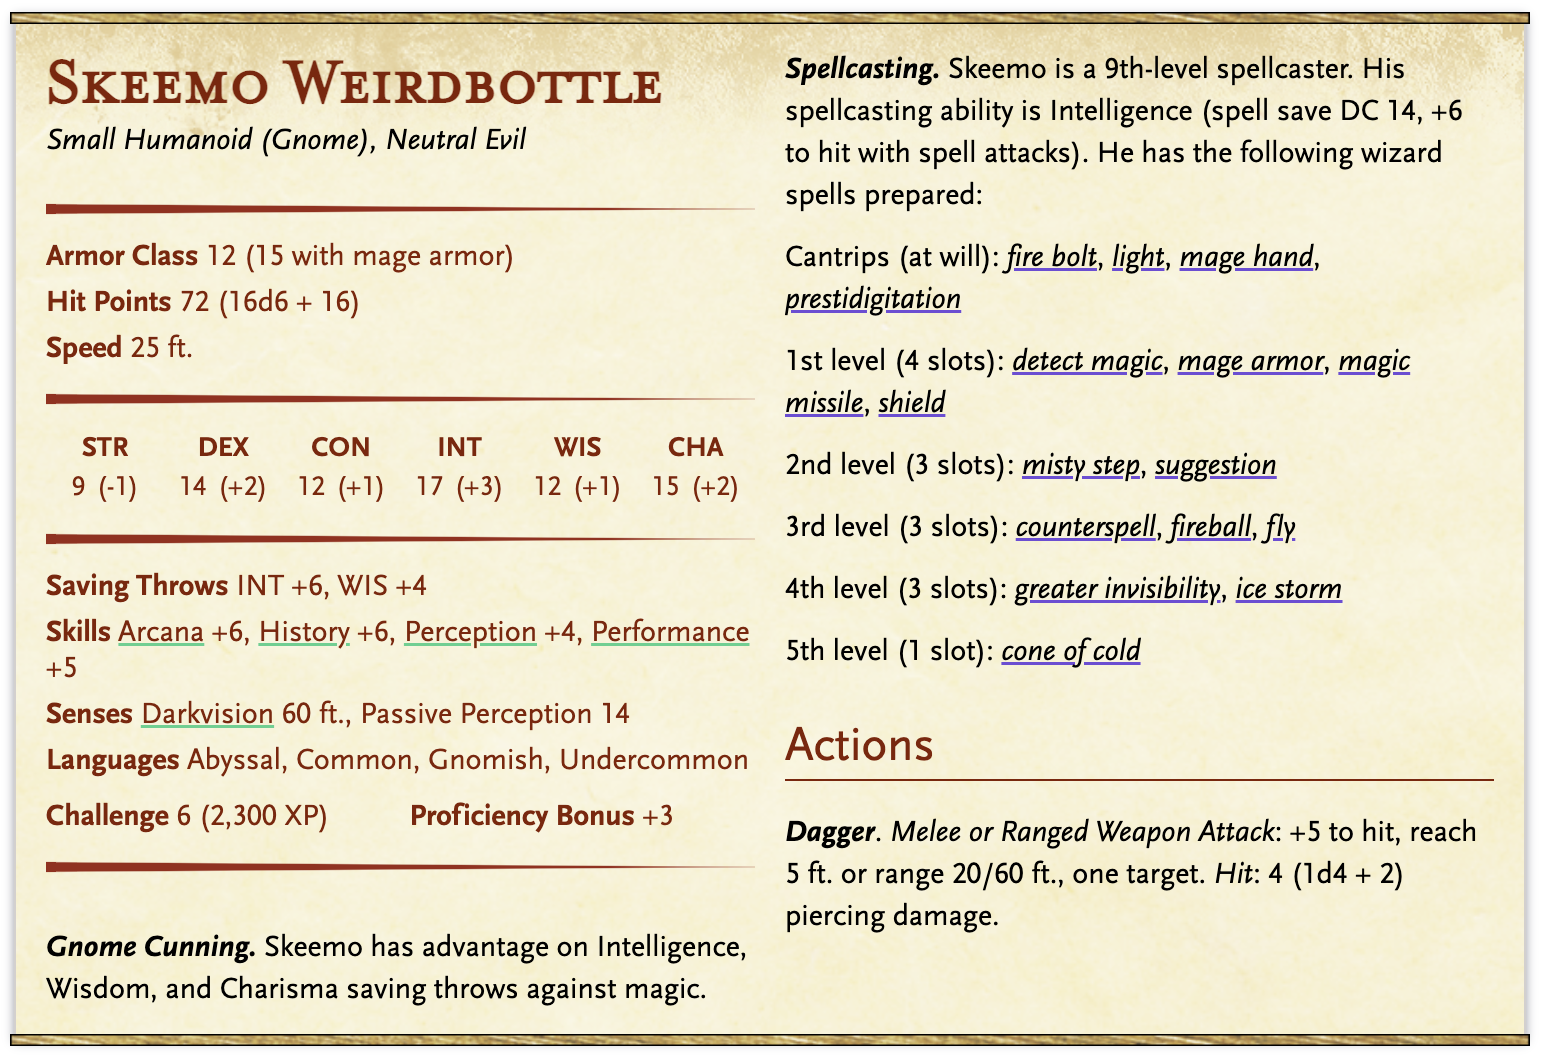 Skeemo Weirdbottle
Small Humanoid (Gnome), Neutral Evil
Armor Class 12 (15 with mage armor)
Hit Points 72 (16d6 + 16)
Speed 25 ft.
STR DEX CON INT WIS CHA
9 (-1) 14 (+2) 12 (+1) 17 (+3) 12 (+1) 15 (+2)
Saving Throws INT +6, WIS +4
Skills Arcana +6, History +6, Perception +4, Performance
+5
Senses Darkvision 60 ft., Passive Perception 14
Languages Abyssal, Common, Gnomish, Undercommon
Challenge 6 (2,300 XP) Proficiency Bonus +3
Gnome Cunning. Skeemo has advantage on Intelligence,
Wisdom, and Charisma saving throws against magic.
Spellcasting. Skeemo is a 9th-level spellcaster. His
spellcasting ability is Intelligence (spell save DC 14, +6
to hit with spell attacks). He has the following wizard
spells prepared:
Cantrips (at will): fire bolt, light, mage hand,
prestidigitation
1st level (4 slots): detect magic, mage armor, magic
missile, shield
2nd level (3 slots): misty step, suggestion
3rd level (3 slots): counterspell, fireball, fly
4th level (3 slots): greater invisibility, ice storm
5th level (1 slot): cone of cold
Actions
Dagger. Melee or Ranged Weapon Attack: +5 to hit, reach
5 ft. or range 20/60 ft., one target. Hit: 4 (1d4 + 2)
piercing damage.